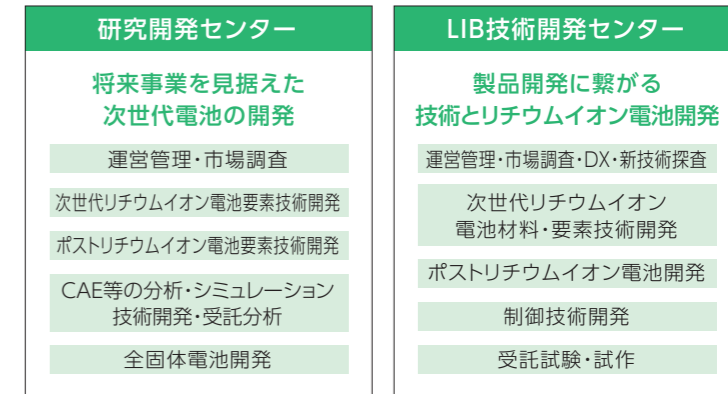 研究開発センター
将来事業を見据えた
次世代電池の開発
運営管理・市場調査
次世代リチウムイオン電池要素技術開発
ポストリチウムイオン電池要素技術開発
CAE等の分析・シミュレーション
技術開発・受託分析
全固体電池開発
LIB技術開発センター
製品開発に繋がる
技術とリチウムイオン電池開発
運営管理・市場調査・DX・新技術探査
次世代リチウムイオン
電池材料・要素技術開発
ポストリチウムイオン電池開発
制御技術開発
受託試験・試作